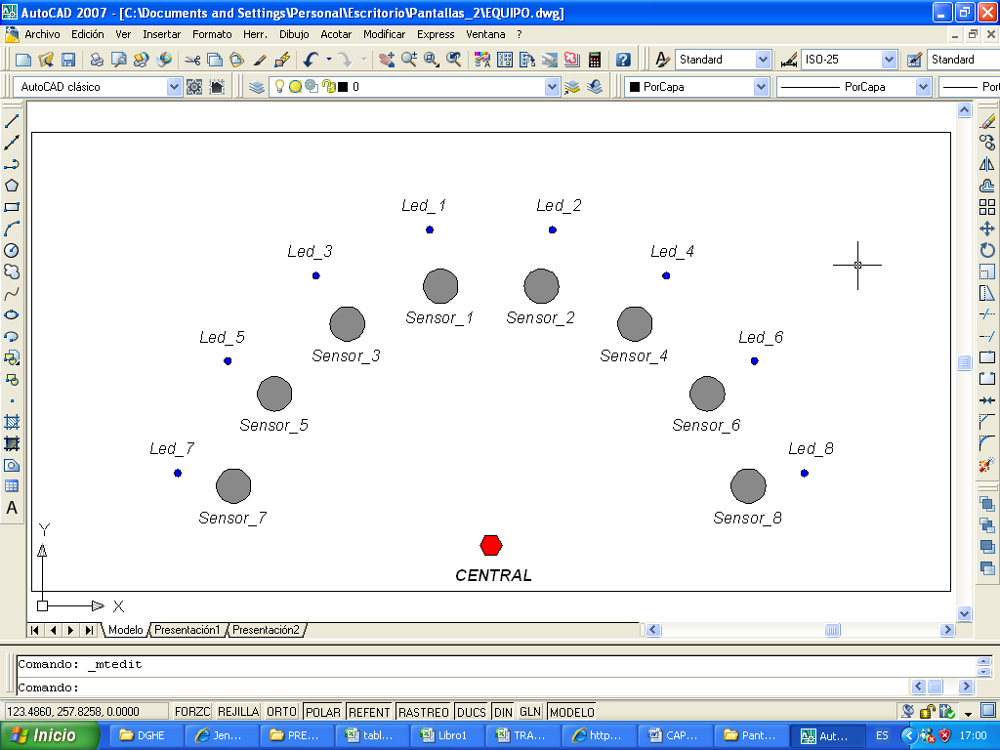 AutoCAD 2007 - [C:\Documents and Settings\Personal\Escritorio\Pantallas_2\EQUIPO.dwg]
Archivo Edición Ver Insertar Formato Herr. Dibujo Acotar Modificar Express Ventana ?
Standard ISO-25 Standard
AutoCAD clásico 0 PorCapa PorCapa Por
Led_1 Led_2
Led_3 Led_4
Sensor_1 Sensor_2
Led_5 Led_6
Sensor_3 Sensor_4
Sensor_5 Sensor_6
Led_7 Led_8
Sensor_7 Sensor_8
A
Y
CENTRAL
X
Modelo Presentación1 Presentación2
Comando: _mtedit
Comando:
123.4860, 257.8258, 0.0000 FORZC REJILLA ORTO POLAR REFENT RASTREO DUCS DIN GLN MODELO
Inicio DGHE Jen... PRE... tabl... Libro1 TRA... http... CAP... Pant... Aut... ES 17:00